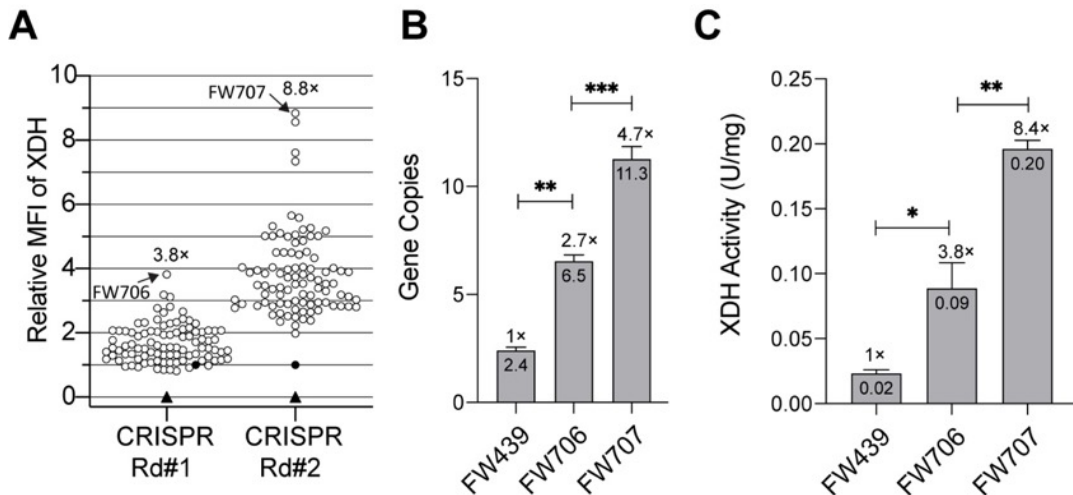 A
Relative MFI of XDH
10
8
6
4
2
0
FW707
8.8×
3.8×
FW706
CRISPR
Rd#1
CRISPR
Rd#2
B
Gene Copies
15
10
5
0
***
**
4.7×
11.3
2.7×
6.5
1×
2.4
FW439
FW706
FW707
C
XDH Activity (U/mg)
0.25
0.20
0.15
0.10
0.05
0.00
**
*
8.4×
0.20
3.8×
0.09
1×
0.02
FW439
FW706
FW707